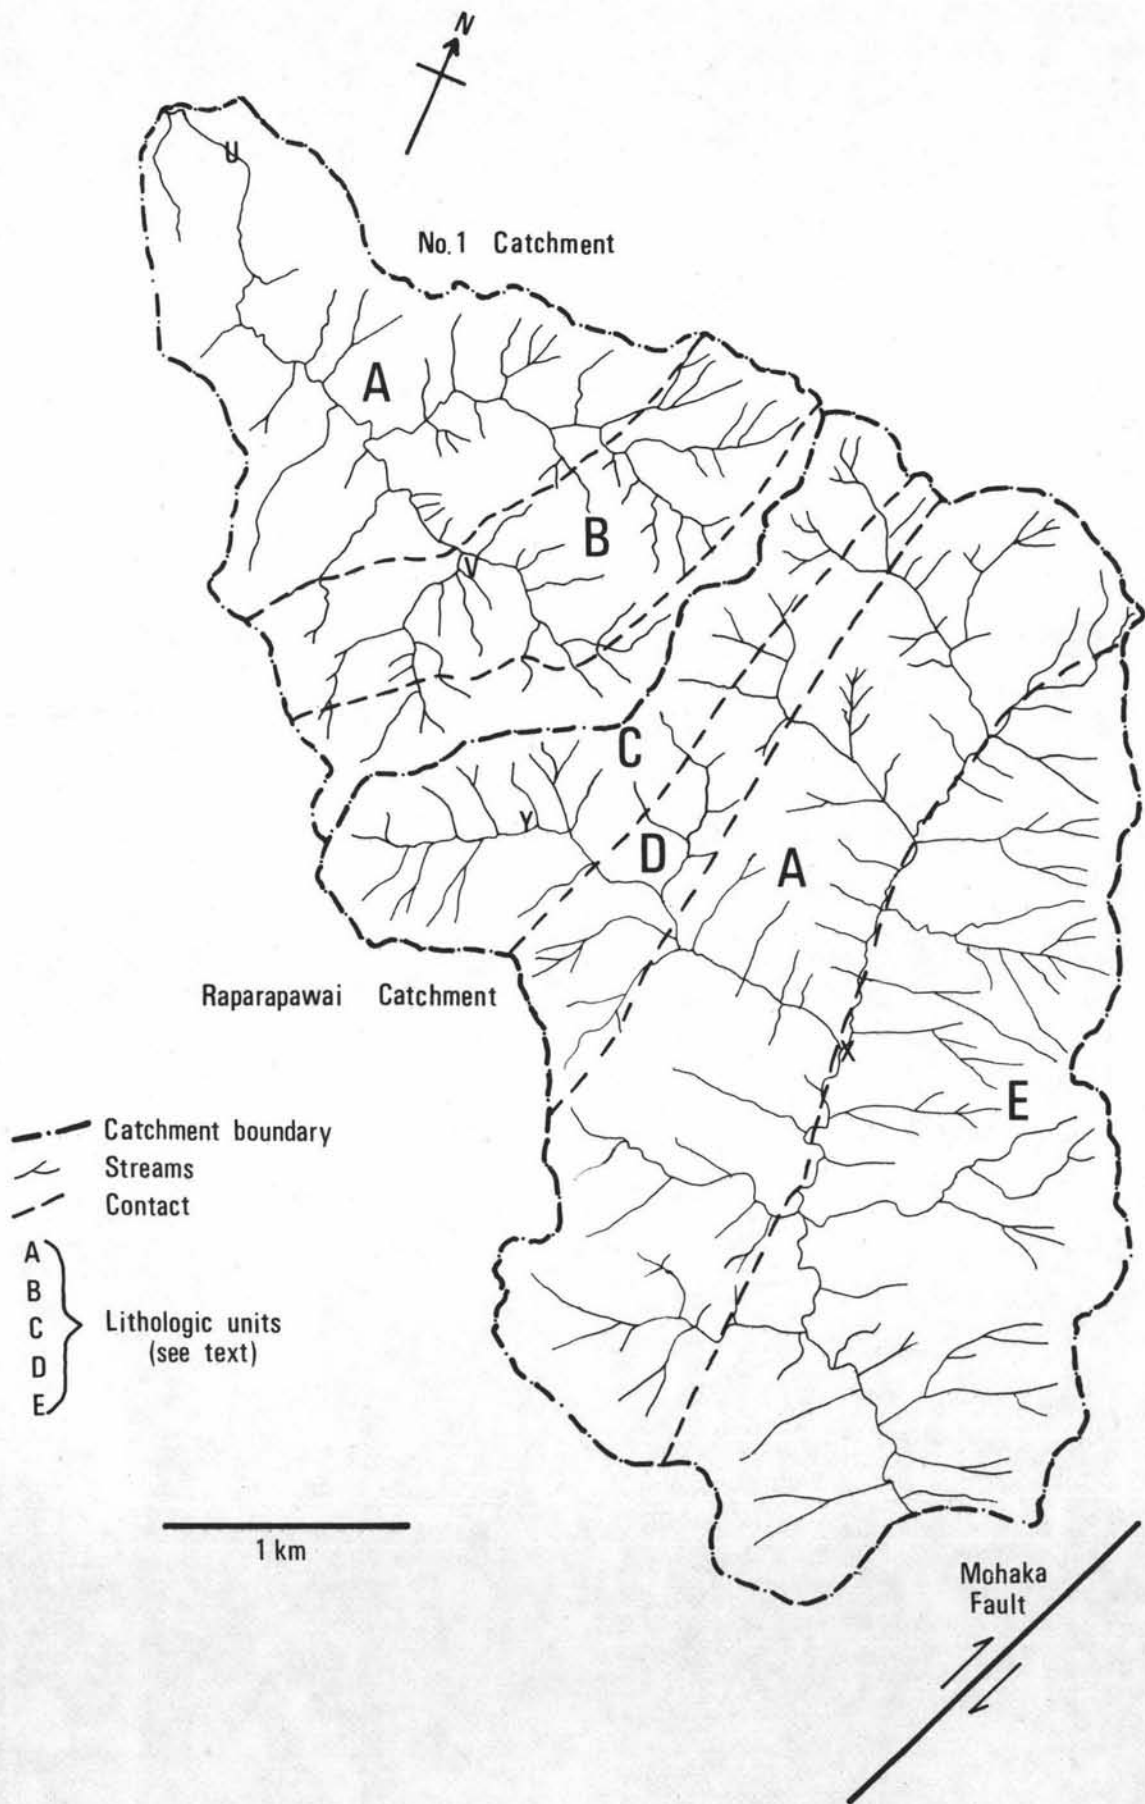 N
U
No.1 Catchment
A
B
V
C
Y
D
A
Raparapawai Catchment
X
E
Catchment boundary
Streams
Contact
A
B
C
D
E
Lithologic units
(see text)
1 km
Mohaka
Fault